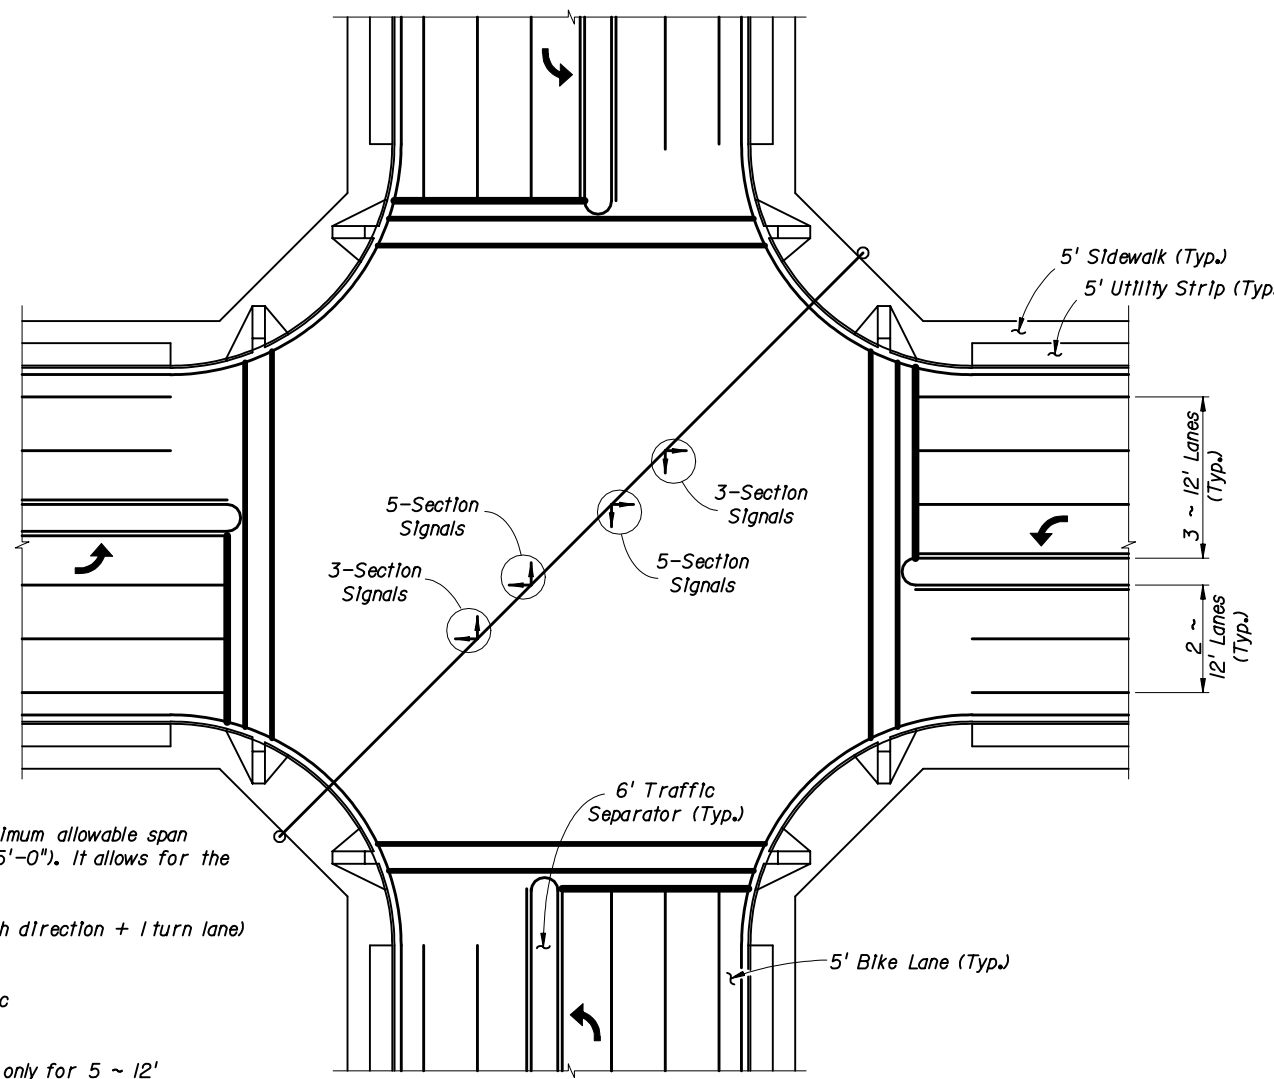 5' Sidewalk (Typ.)
5' Utility Strip (Typ.
3 ~ 12' Lanes
(Typ.)
2 ~
12' Lanes
(Typ.)
5-Section
Signals
3-Section
Signals
3-Section
Signals
5-Section
Signals
6' Traffic
Separator (Typ.)
5' Bike Lane (Typ.)
allowable span
5'-0"). It allows for the
direction + 1 turn lane)
only for 5 ~ 12'